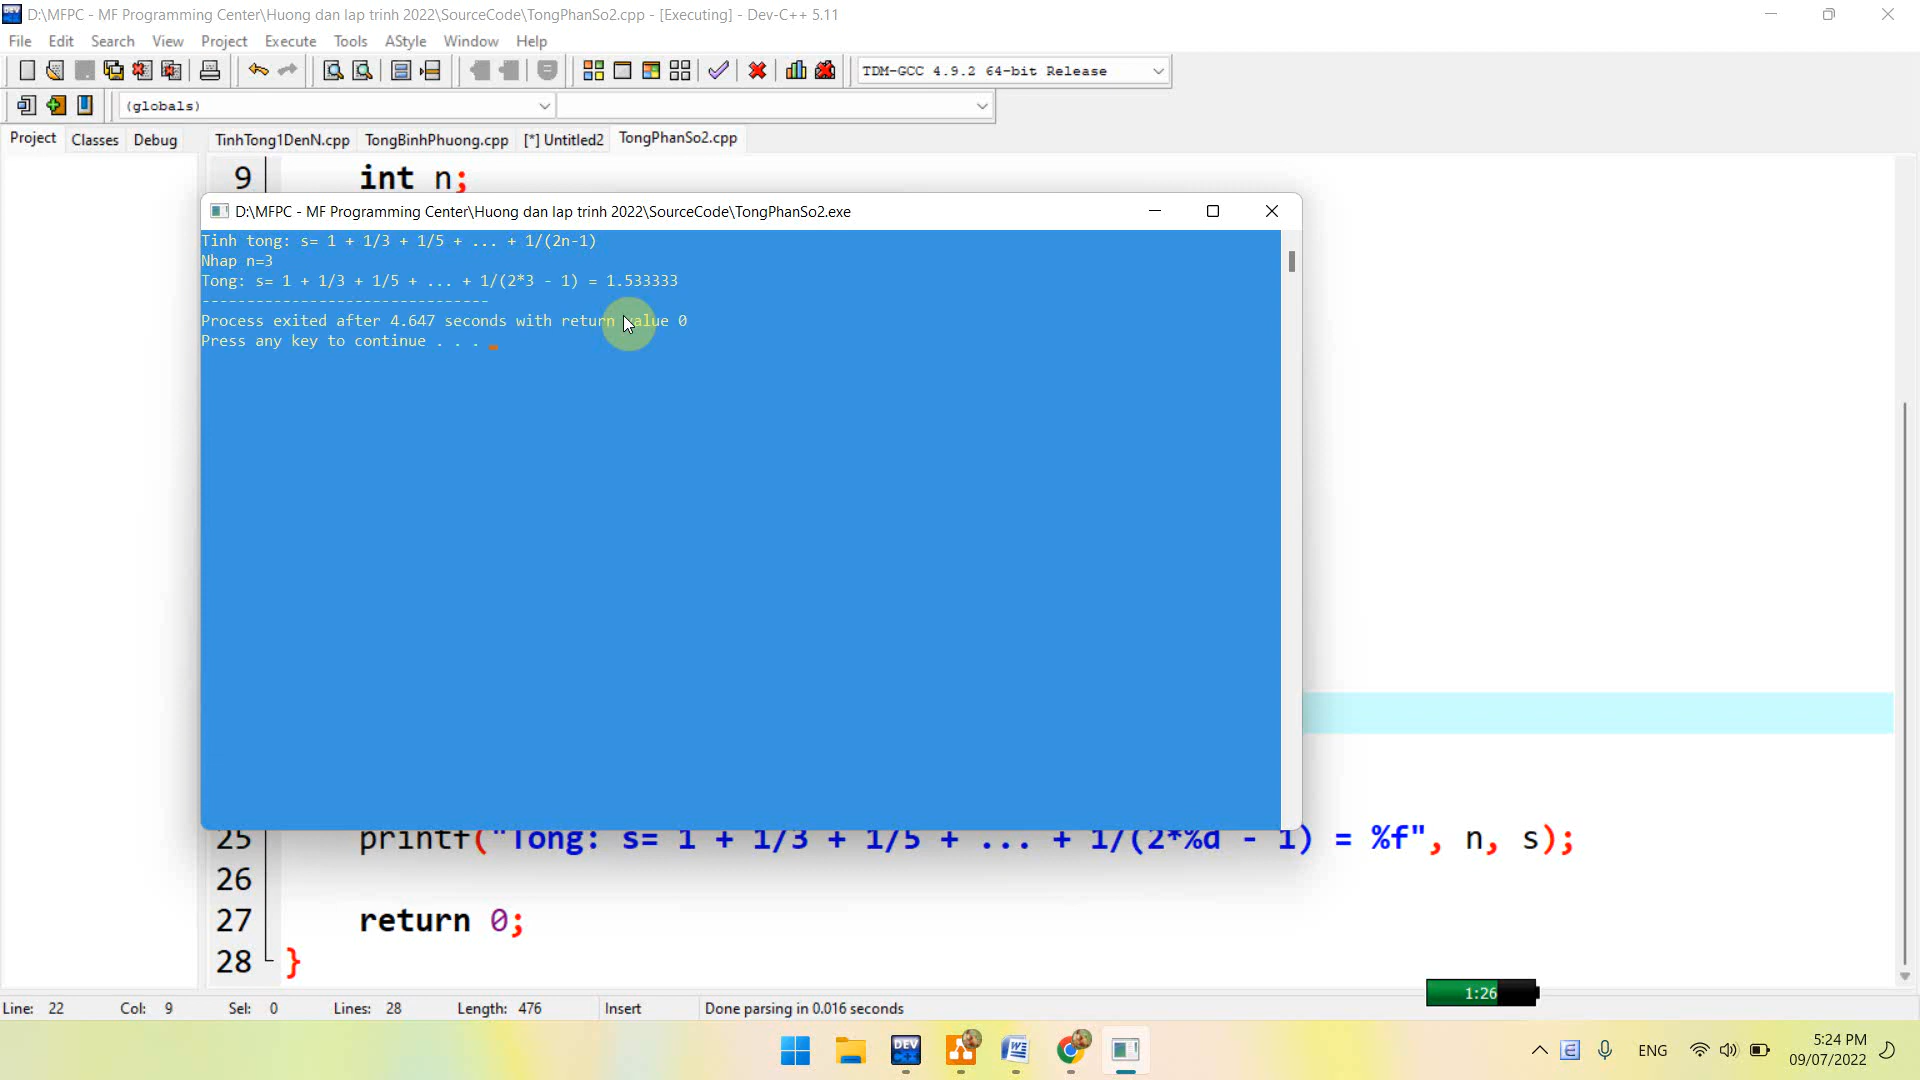 D:\MFPC - MF Programming Center\Huong dan lap trinh 2022\SourceCode\TongPhanSo2.cpp - [Executing] - Dev-C++ 5.11
File Edit Search View Project Execute Tools AStyle Window Help
TDM-GCC 4.9.2 64-bit Release
(globals)
Project Classes Debug TinhTong1DenN.cpp TongBinhPhuong.cpp [*] Untitled2 TongPhanSo2.cpp
9 int n;
D:\MFPC - MF Programming Center\Huong dan lap trinh 2022\SourceCode\TongPhanSo2.exe
Tinh tong: s= 1 + 1/3 + 1/5 + ... + 1/(2n-1)
Nhap n=3
Tong: s= 1 + 1/3 + 1/5 + ... + 1/(2*3 - 1) = 1.533333
--------------------------------
Process exited after 4.647 seconds with return value 0
Press any key to continue . . .
25 printf("Tong: s= 1 + 1/3 + 1/5 + ... + 1/(2*%d - 1) = %f", n, s);
26
27 return 0;
28 }
1:26
Line: 22 Col: 9 Sel: 0 Lines: 28 Length: 476 Insert Done parsing in 0.016 seconds
DEV
ENG
5:24 PM
09/07/2022